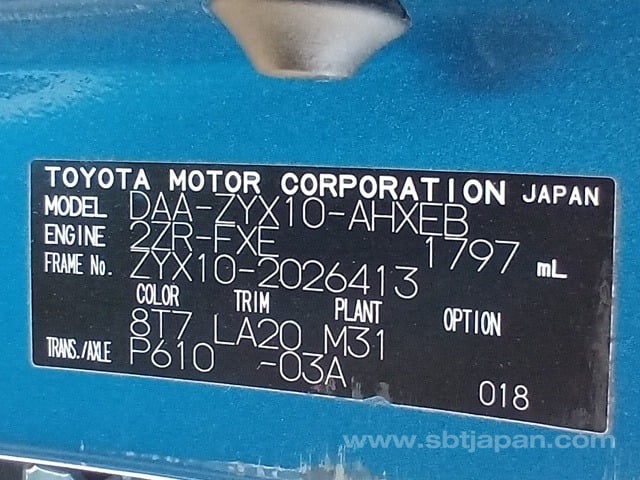 TOYOTA MOTOR CORPORATION JAPAN
MODEL DAA-ZYX10-AHXEB
ENGINE 2ZR-FXE 1797 mL
FRAME No. ZYX10-2026413
COLOR TRIM PLANT OPTION
8T7 LA20 M31
TRANS./AXLE P610 -03A
018
www.sbtjapan.com